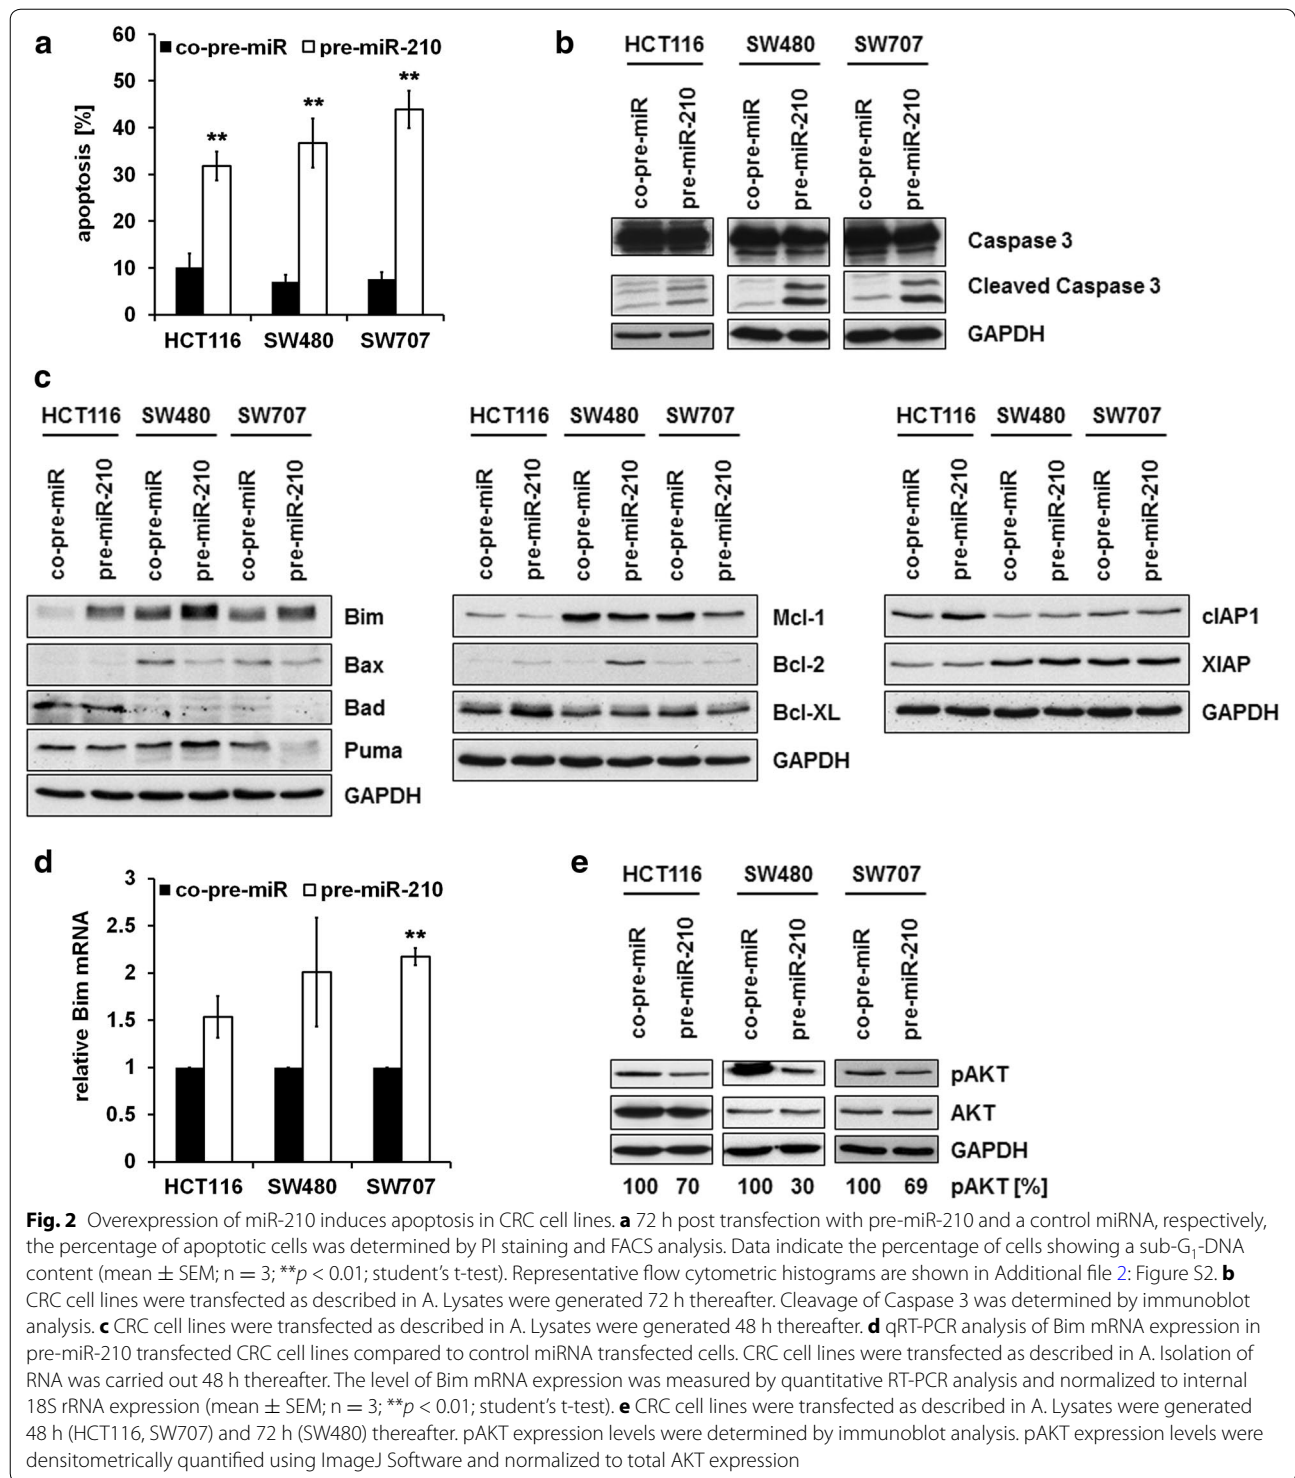 a
60
50
40
30
20
10
0
apoptosis [%]
co-pre-miR pre-miR-210
**
**
**
HCT116 SW480 SW707
b
HCT116 SW480 SW707
co-pre-miR pre-miR-210 co-pre-miR pre-miR-210 co-pre-miR pre-miR-210
Caspase 3
Cleaved Caspase 3
GAPDH
c
HCT116 SW480 SW707
co-pre-miR pre-miR-210 co-pre-miR pre-miR-210 co-pre-miR pre-miR-210
Bim
Bax
Bad
Puma
GAPDH
HCT116 SW480 SW707
co-pre-miR pre-miR-210 co-pre-miR pre-miR-210 co-pre-miR pre-miR-210
Mcl-1
Bcl-2
Bcl-XL
GAPDH
HCT116 SW480 SW707
co-pre-miR pre-miR-210 co-pre-miR pre-miR-210 co-pre-miR pre-miR-210
cIAP1
XIAP
GAPDH
d
3
2.5
2
1.5
1
0.5
0
relative Bim mRNA
co-pre-miR pre-miR-210
**
HCT116 SW480 SW707
e
HCT116 SW480 SW707
co-pre-miR pre-miR-210 co-pre-miR pre-miR-210 co-pre-miR pre-miR-210
pAKT
AKT
GAPDH
100 70 100 30 100 69 pAKT [%]
Fig. 2 Overexpression of miR-210 induces apoptosis in CRC cell lines. a 72 h post transfection with pre-miR-210 and a control miRNA, respectively,
the percentage of apoptotic cells was determined by PI staining and FACS analysis. Data indicate the percentage of cells showing a sub-G₁-DNA
content (mean ± SEM; n = 3; **p < 0.01; student's t-test). Representative flow cytometric histograms are shown in Additional file 2: Figure S2. b
CRC cell lines were transfected as described in A. Lysates were generated 72 h thereafter. Cleavage of Caspase 3 was determined by immunoblot
analysis. c CRC cell lines were transfected as described in A. Lysates were generated 48 h thereafter. d qRT-PCR analysis of Bim mRNA expression in
pre-miR-210 transfected CRC cell lines compared to control miRNA transfected cells. CRC cell lines were transfected as described in A. Isolation of
RNA was carried out 48 h thereafter. The level of Bim mRNA expression was measured by quantitative RT-PCR analysis and normalized to internal
18S rRNA expression (mean ± SEM; n = 3; **p < 0.01; student's t-test). e CRC cell lines were transfected as described in A. Lysates were generated
48 h (HCT116, SW707) and 72 h (SW480) thereafter. pAKT expression levels were determined by immunoblot analysis. pAKT expression levels were
densitometrically quantified using ImageJ Software and normalized to total AKT expression